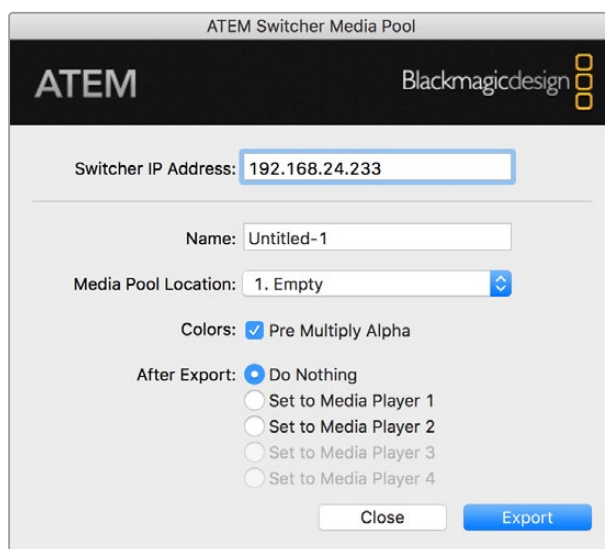 ATEM Switcher Media Pool
ATEM
Blackmagicdesign
Switcher IP Address: 192.168.24.233
Name: Untitled-1
Media Pool Location: 1. Empty
Colors: Pre Multiply Alpha
After Export: Do Nothing
Set to Media Player 1
Set to Media Player 2
Set to Media Player 3
Set to Media Player 4
Close Export